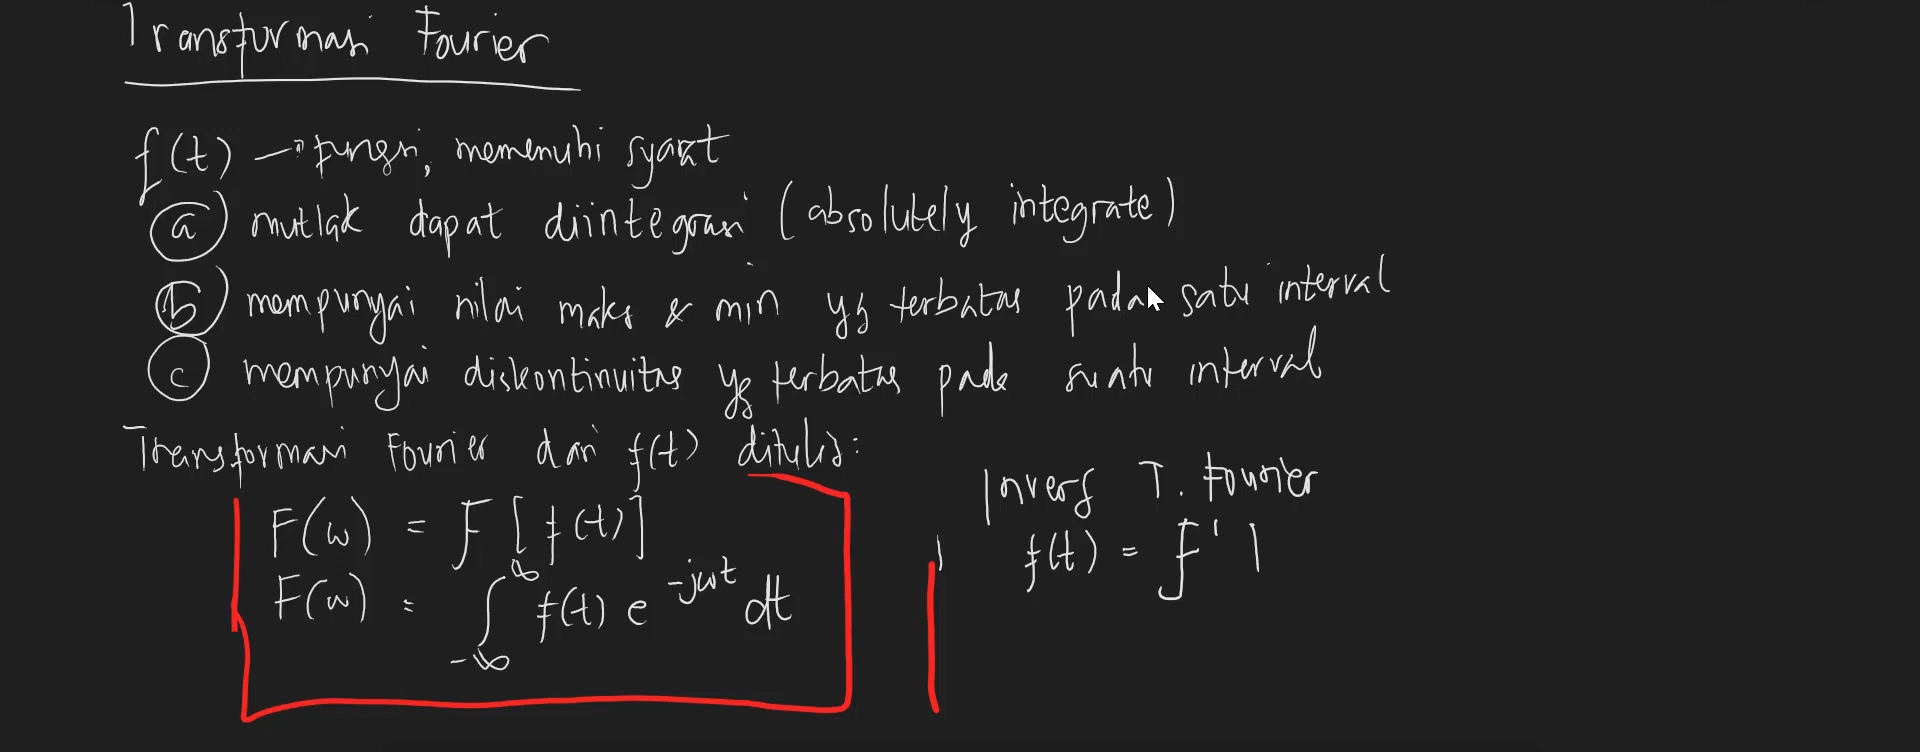 Transformasi Fourier
f(t) → fungsi, memenuhi syarat
(a) mutlak dapat diintegrasi (absolutely integrate)
(b) mempunyai nilai maks & min yg terbatas pada satu interval
(c) mempunyai diskontinuitas yg terbatas pada suatu interval
Transformasi Fourier dari f(t) ditulis:
F(ω) = F [f(t)]
F(ω) = ∫_{-∞}^{∞} f(t) e^{-jωt} dt
Invers T. Fourier
f(t) = F' |